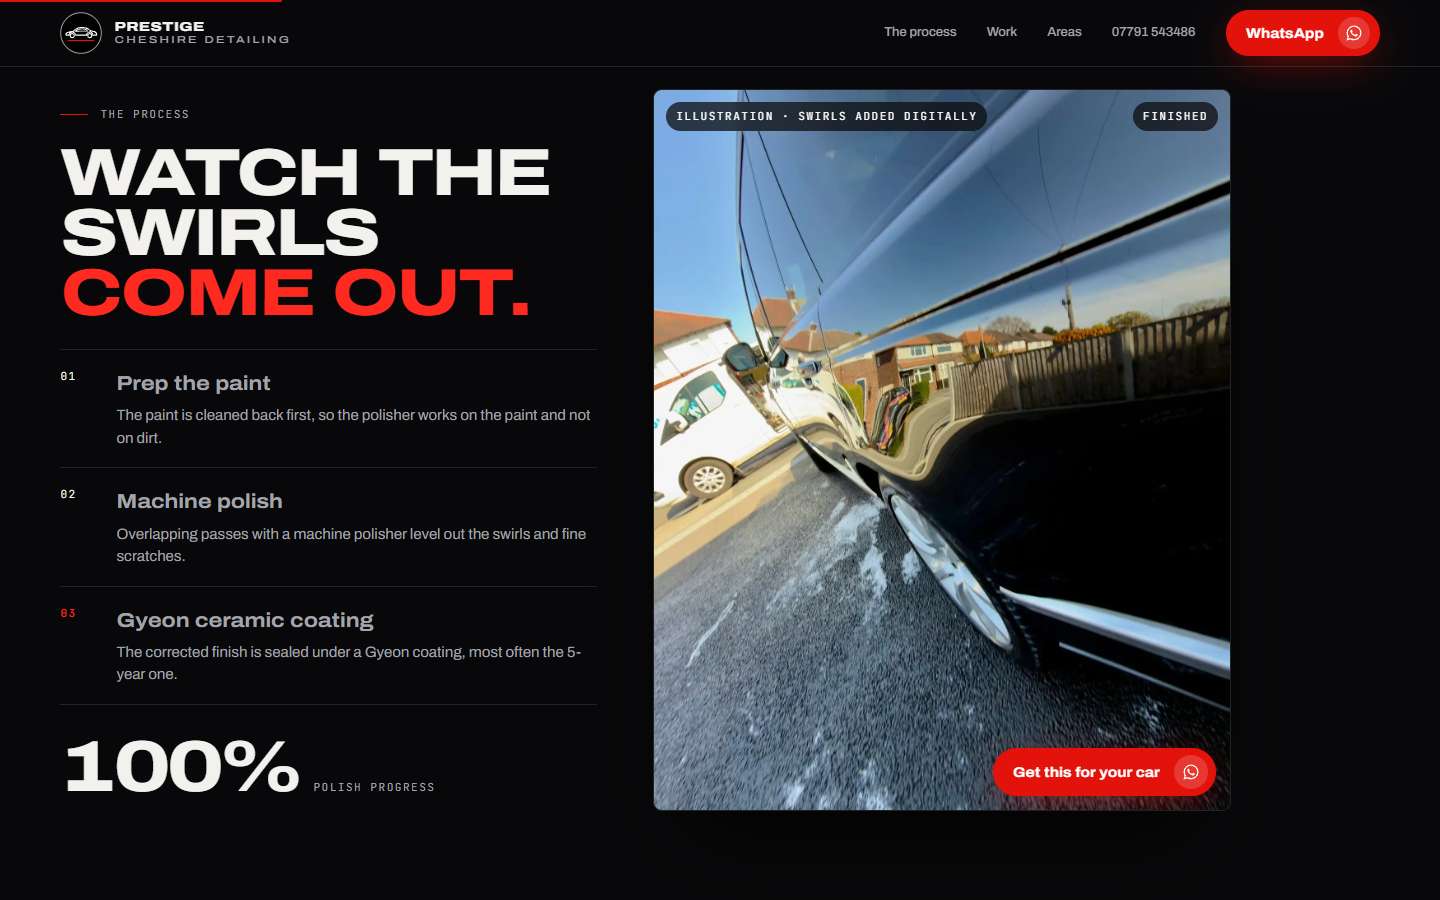 PRESTIGE
CHESHIRE DETAILING
The process
Work
Areas
07791 543486
WhatsApp
THE PROCESS
WATCH THE
SWIRLS
COME OUT.
01
Prep the paint
The paint is cleaned back first, so the polisher works on the paint and not
on dirt.
02
Machine polish
Overlapping passes with a machine polisher level out the swirls and fine
scratches.
03
Gyeon ceramic coating
The corrected finish is sealed under a Gyeon coating, most often the 5-
year one.
100%
POLISH PROGRESS
ILLUSTRATION · SWIRLS ADDED DIGITALLY
FINISHED
Get this for your car